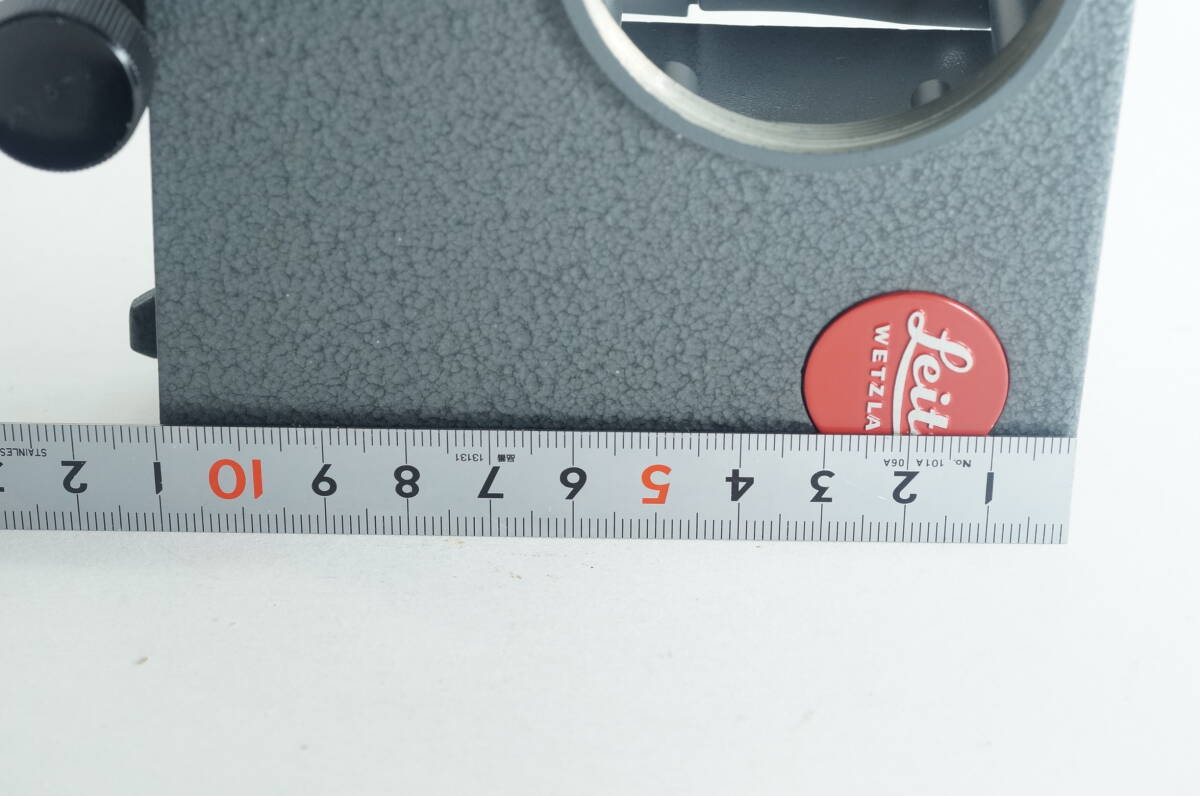 Leitz
WETZLA
1 2 3 4 5 6 7 8 9 10 1 2
No. 101A 06A
品番 13131
STAINLES